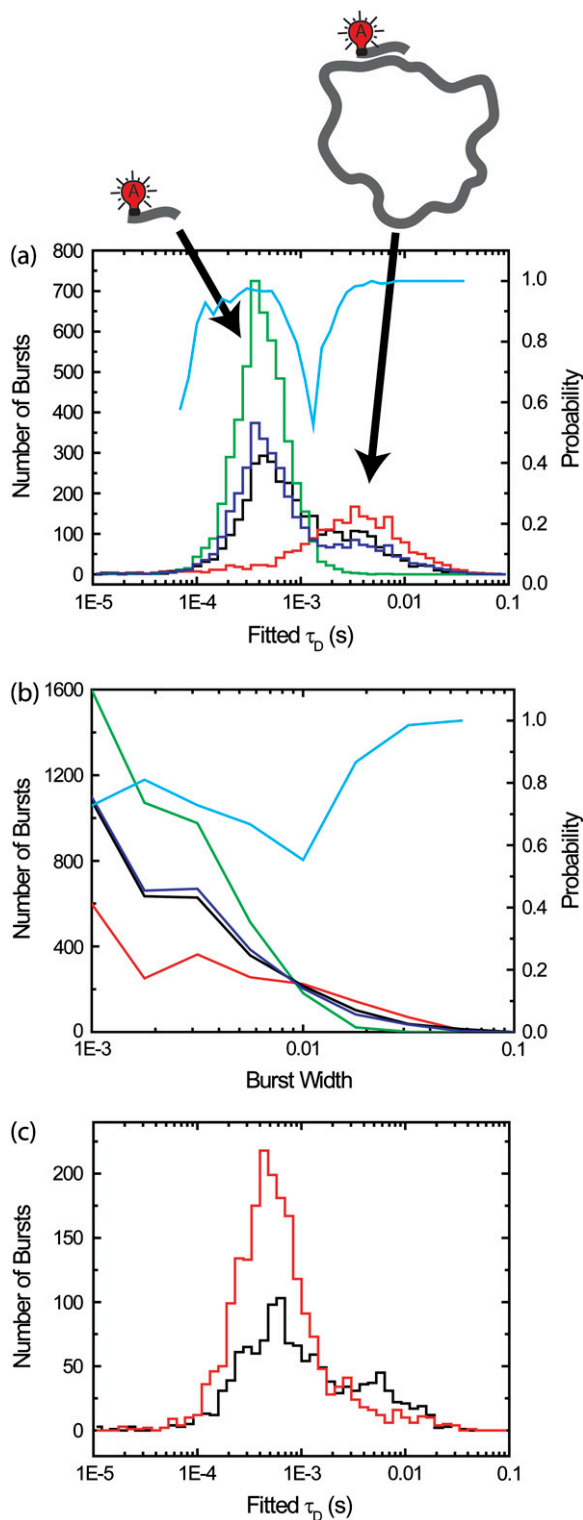 A
A
(a)
800
700
600
500
400
300
200
100
0
Number of Bursts
1.0
0.8
0.6
0.4
0.2
0.0
Probability
1E-5 1E-4 1E-3 0.01 0.1
Fitted τD (s)
(b)
1600
1200
800
400
0
Number of Bursts
1.0
0.8
0.6
0.4
0.2
0.0
Probability
1E-3 0.01 0.1
Burst Width
(c)
200
150
100
50
0
Number of Bursts
1E-5 1E-4 1E-3 0.01 0.1
Fitted τD (s)